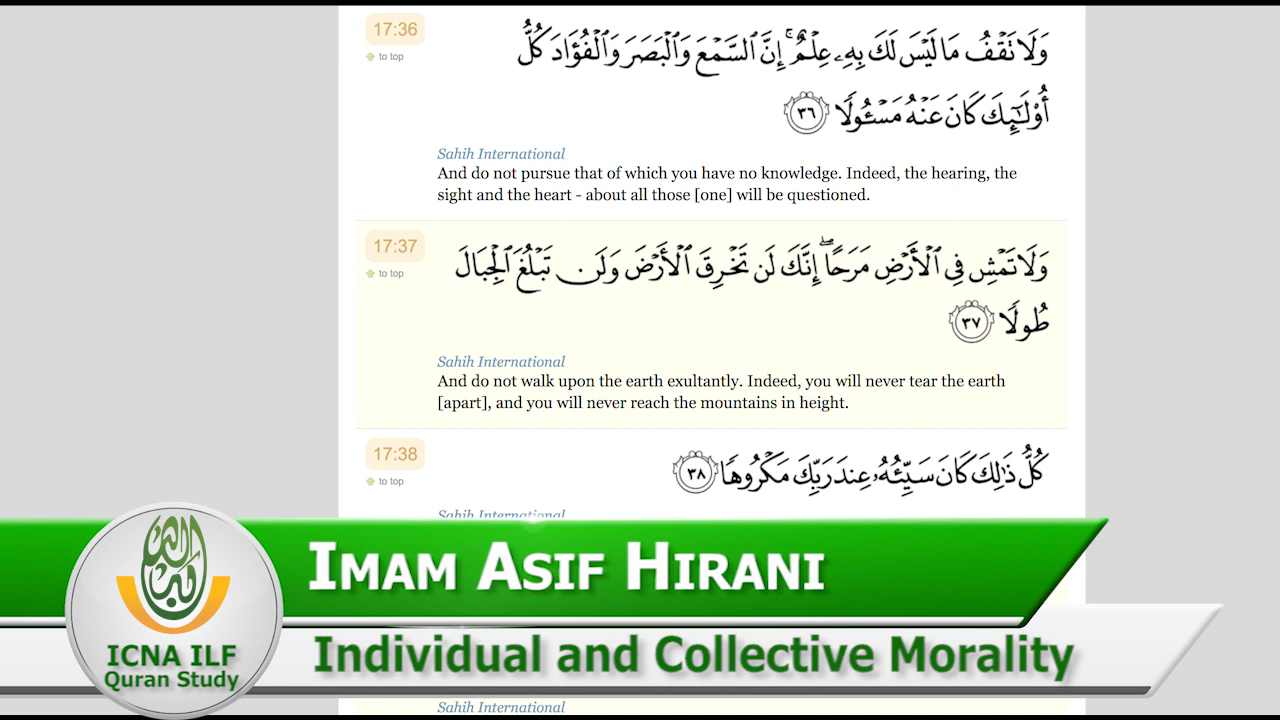 17:36
to top
وَلَا تَقْفُ مَا لَيْسَ لَكَ بِهِۦ عِلْمٌ ۚ إِنَّ ٱلسَّمْعَ وَٱلْبَصَرَ وَٱلْفُؤَادَ كُلُّ
أُو۟لَـٰٓئِكَ كَانَ عَنْهُ مَسْـُٔولًا ٣٦
Sahih International
And do not pursue that of which you have no knowledge. Indeed, the hearing, the
sight and the heart - about all those [one] will be questioned.
17:37
to top
وَلَا تَمْشِ فِى ٱلْأَرْضِ مَرَحًا ۖ إِنَّكَ لَن تَخْرِقَ ٱلْأَرْضَ وَلَن تَبْلُغَ ٱلْجِبَالَ
طُولًا ٣٧
Sahih International
And do not walk upon the earth exultantly. Indeed, you will never tear the earth
[apart], and you will never reach the mountains in height.
17:38
to top
كُلُّ ذَٰلِكَ كَانَ سَيِّئُهُۥ عِندَ رَبِّكَ مَكْرُوهًا ٣٨
Sahih International
IMAM ASIF HIRANI
Individual and Collective Morality
ICNA ILF
Quran Study
Sahih International